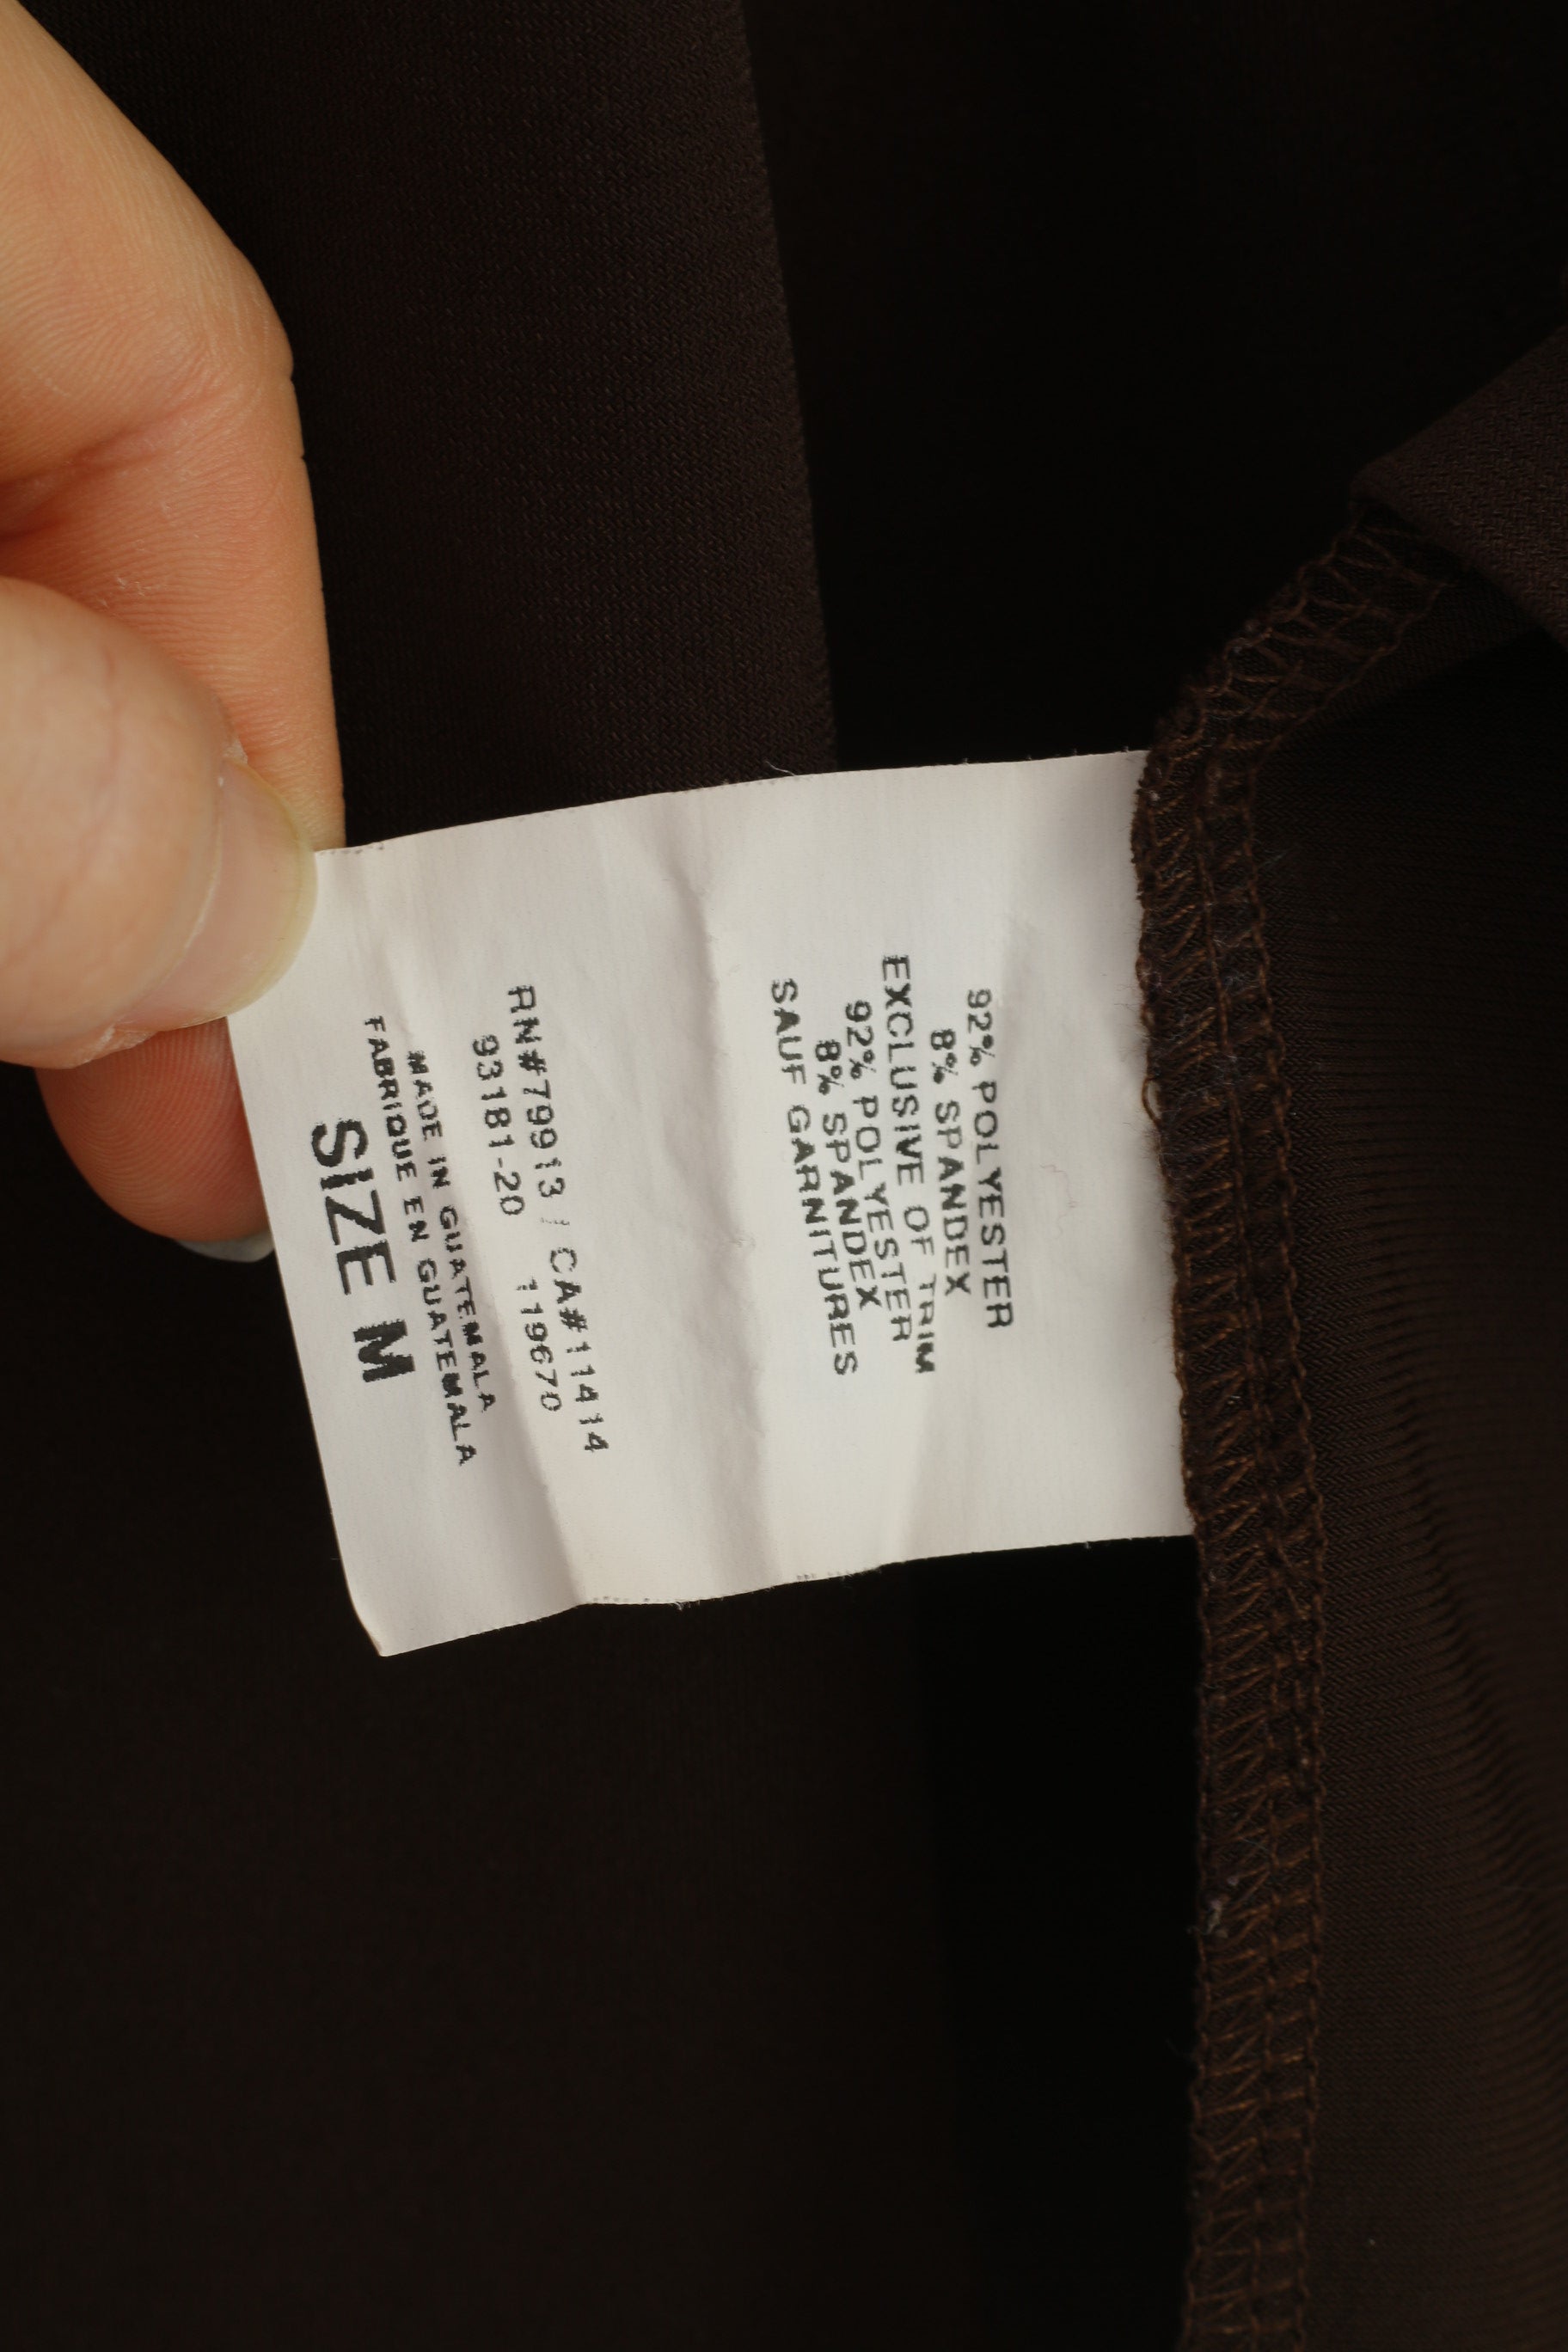 92% POLYESTER
8% SPANDEX
EXCLUSIVE OF TRIM
92% POLYESTER
8% SPANDEX
SAUF GARNITURES
RN#79913 / CA#11414
93181-20 119670
MADE IN GUATEMALA
FABRIQUE EN GUATEMALA
SIZE M